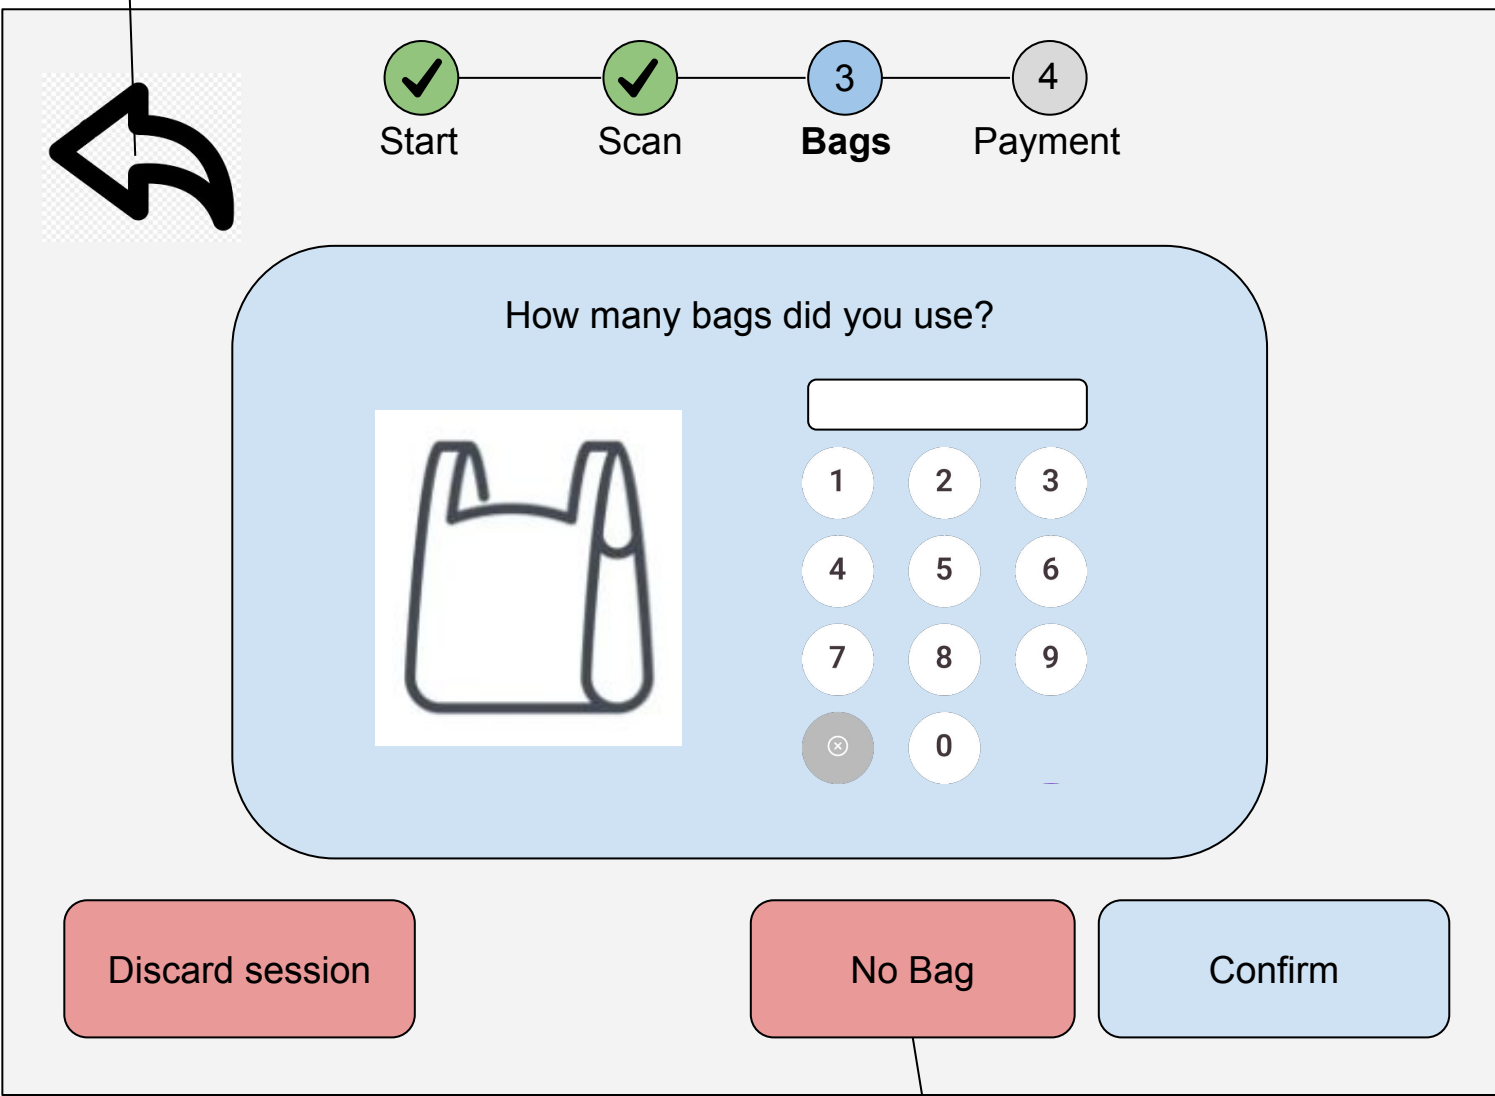 3
4
Start
Scan
Bags
Payment
How many bags did you use?
1 2 3
4 5 6
7 8 9
0
Discard session
No Bag
Confirm